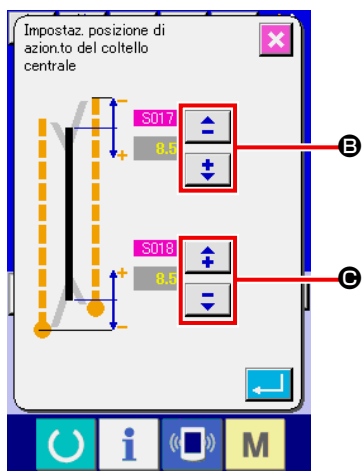 Impostaz. posizione di
azion.to del coltello
centrale
−
S017
8.5
+
B
S018
+
8.5
−
C
i
M